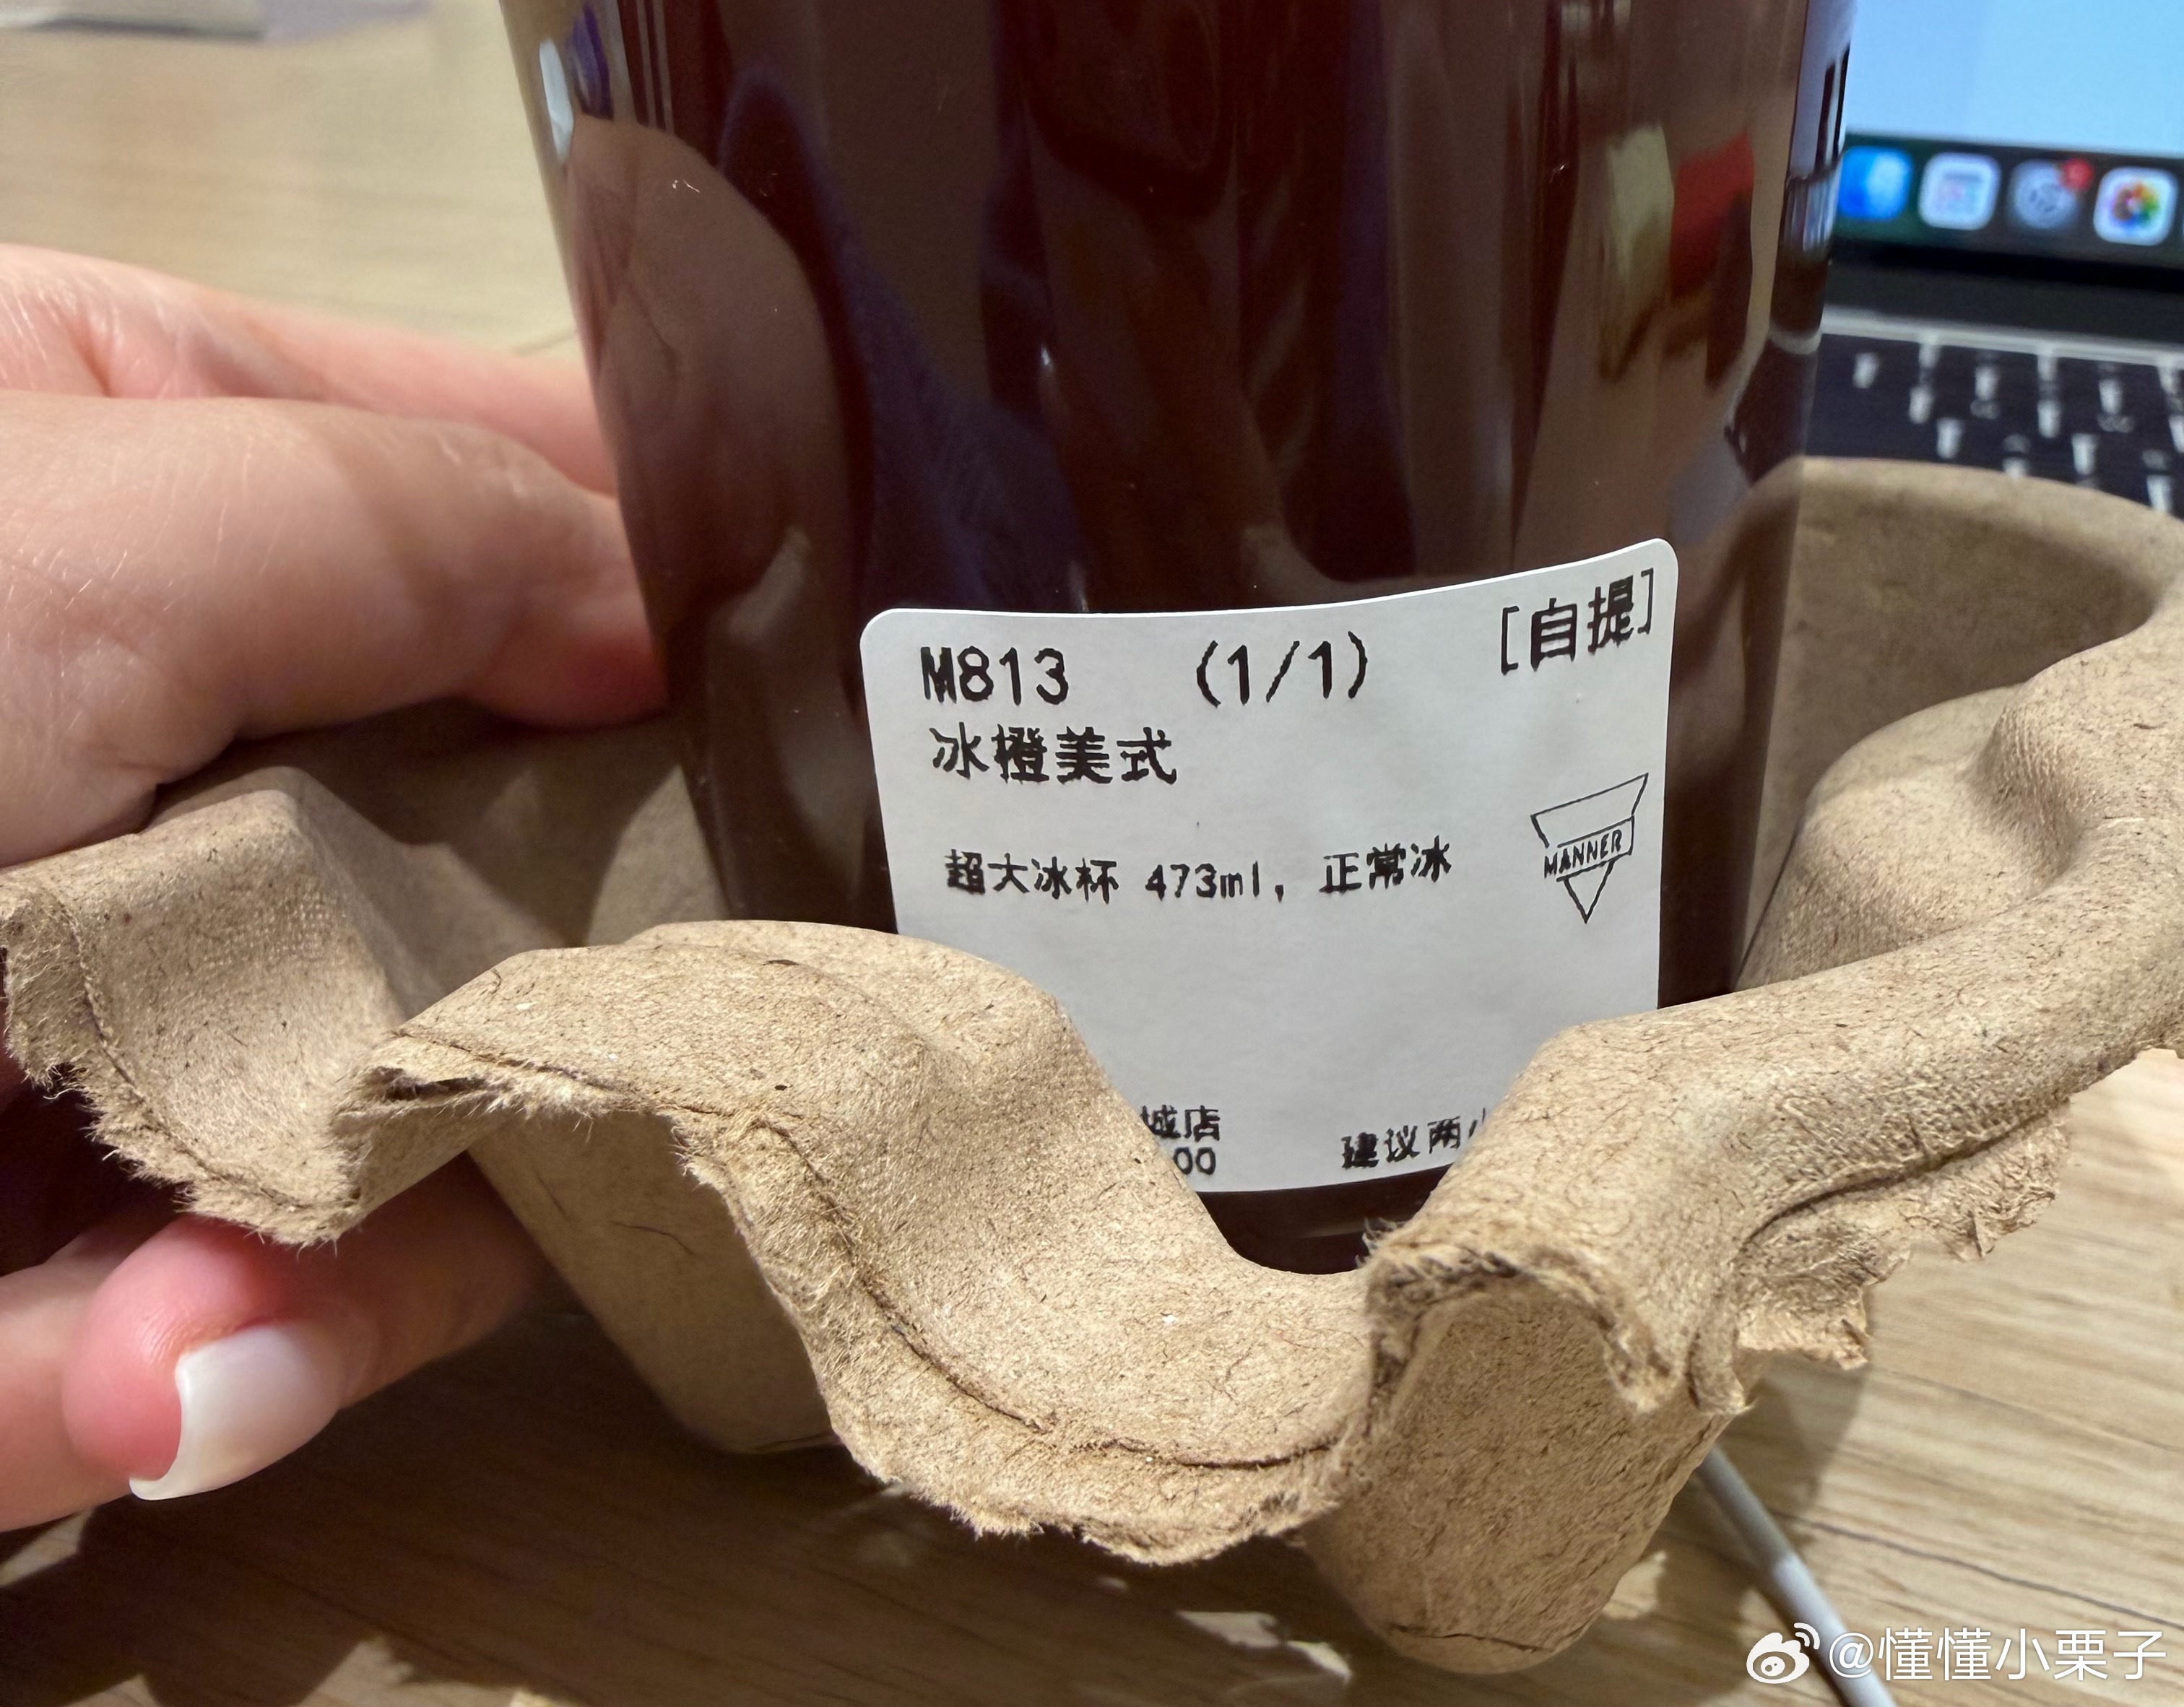 M813 (1/1) [自提]
冰橙美式
超大冰杯 473ml, 正常冰
MANNER
城店
00
建议两
@懂懂小栗子